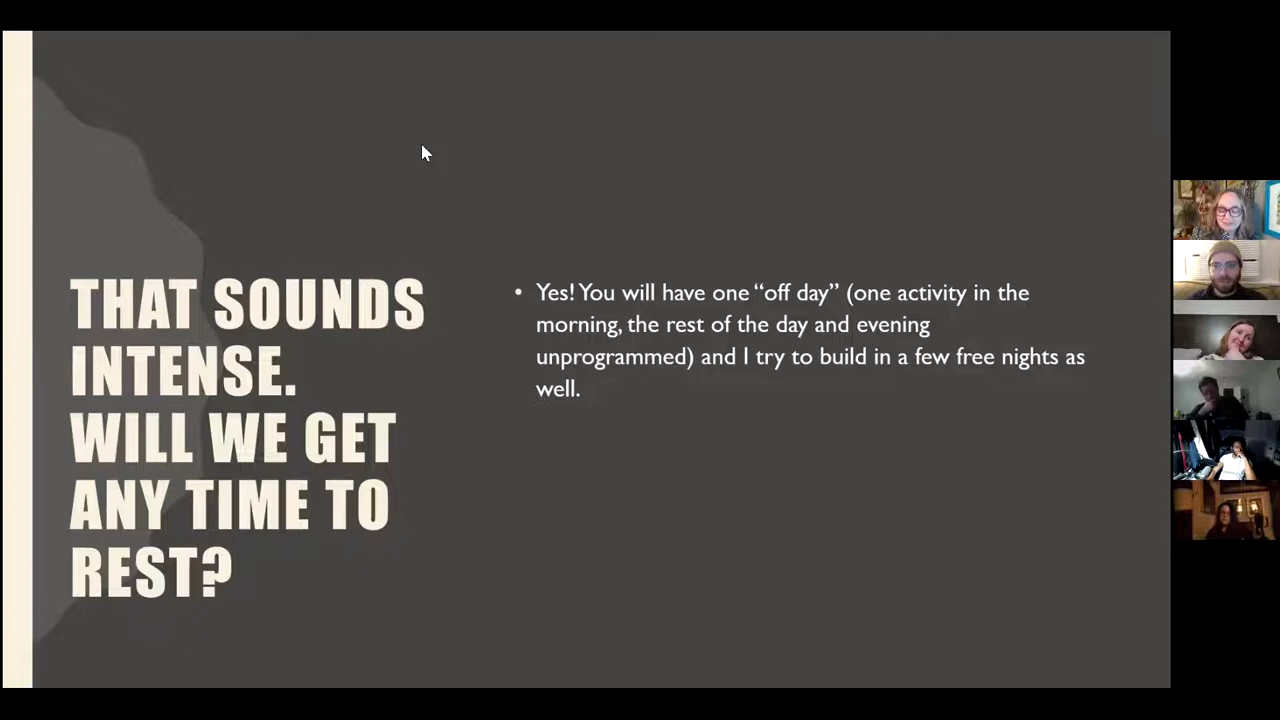 THAT SOUNDS
INTENSE.
WILL WE GET
ANY TIME TO
REST?
• Yes! You will have one “off day” (one activity in the
morning, the rest of the day and evening
unprogrammed) and I try to build in a few free nights as
well.